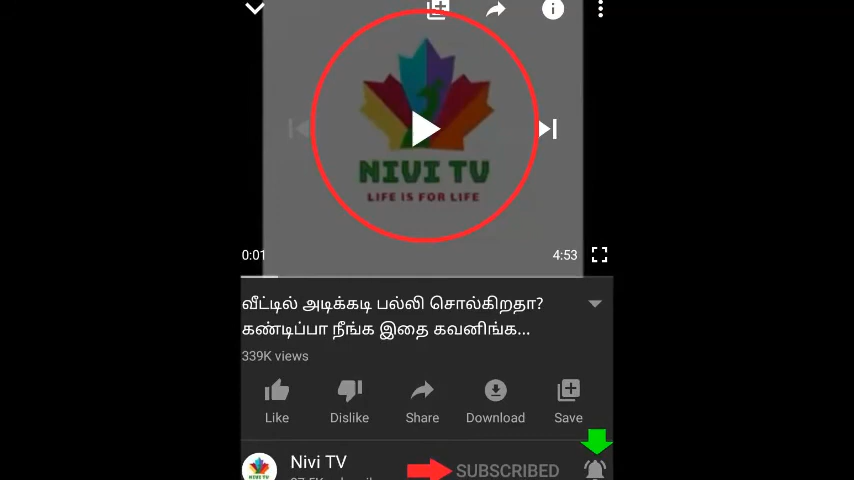 NIVI TV
LIFE IS FOR LIFE
0:01
4:53
வீட்டில் அடிக்கடி பல்லி சொல்கிறதா?
கண்டிப்பா நீங்க இதை கவனிங்க...
339K views
Like Dislike Share Download Save
Nivi TV
SUBSCRIBED